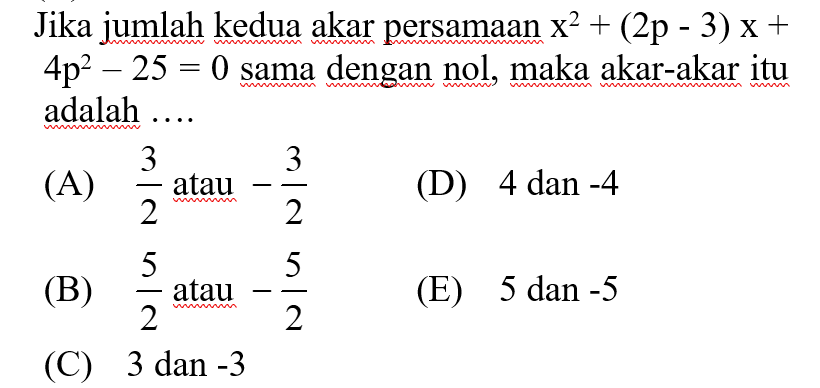 Jika jumlah kedua akar persamaan x² + (2p - 3) x +
4p² – 25 = 0 sama dengan nol, maka akar-akar itu
adalah ….
(A) 3/2 atau – 3/2 (D) 4 dan -4
(B) 5/2 atau – 5/2 (E) 5 dan -5
(C) 3 dan -3